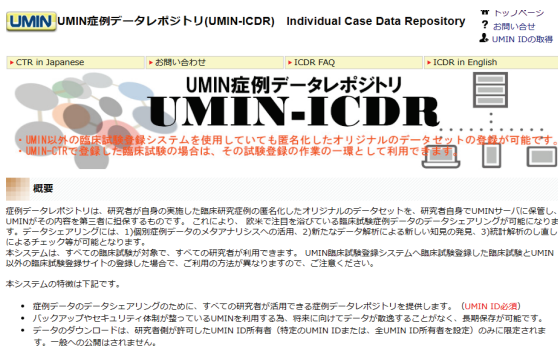 UMIN UMIN症例データレポジトリ(UMIN-ICDR) Individual Case Data Repository
トップページ
? お問い合せ
UMIN IDの取得
CTR in Japanese お問い合わせ ICDR FAQ ICDR in English
UMIN症例データレポジトリ
UMIN-ICDR
・UMIN以外の臨床試験登録システムを使用していても匿名化したオリジナルのデータセットの登録が可能です。
・UMIN-CTRで登録した臨床試験の場合は、その試験登録の作業の一環として利用できます。
概要
症例データレポジトリは、研究者が自身の実施した臨床研究症例の匿名化したオリジナルのデータセットを、研究者自身でUMINサーバに保管し、
UMINがその内容を第三者に担保するものです。 これにより、 欧米で注目を浴びている臨床試験症例データのデータシェアリングが可能になりま
す。データシェアリングには、1)個別症例データのメタアナリシスへの活用、2)新たなデータ解析による新しい知見の発見、3)統計解析のし直し
によるチェック等が可能となります。
本システムは、すべての臨床試験が対象で、すべての研究者が利用できます。 UMIN臨床試験登録システムへ臨床試験登録した臨床試験とUMIN
以外の臨床試験登録サイトの登録した場合で、ご利用の方法が異なりますので、ご注意ください。
本システムの特徴は下記です。
• 症例データのデータシェアリングのために、すべての研究者が活用できる症例データレポジトリを提供します。 (UMIN ID必須)
• バックアップやセキュリティ体制が整っているUMINを利用する為、将来に向けてデータが散逸することがなく、長期保存が可能です。
• データのダウンロードは、研究者側が許可したUMIN ID所有者（特定のUMIN IDまたは、全UMIN ID所有者を設定）のみに限定されま
す。一般への公開はされません。